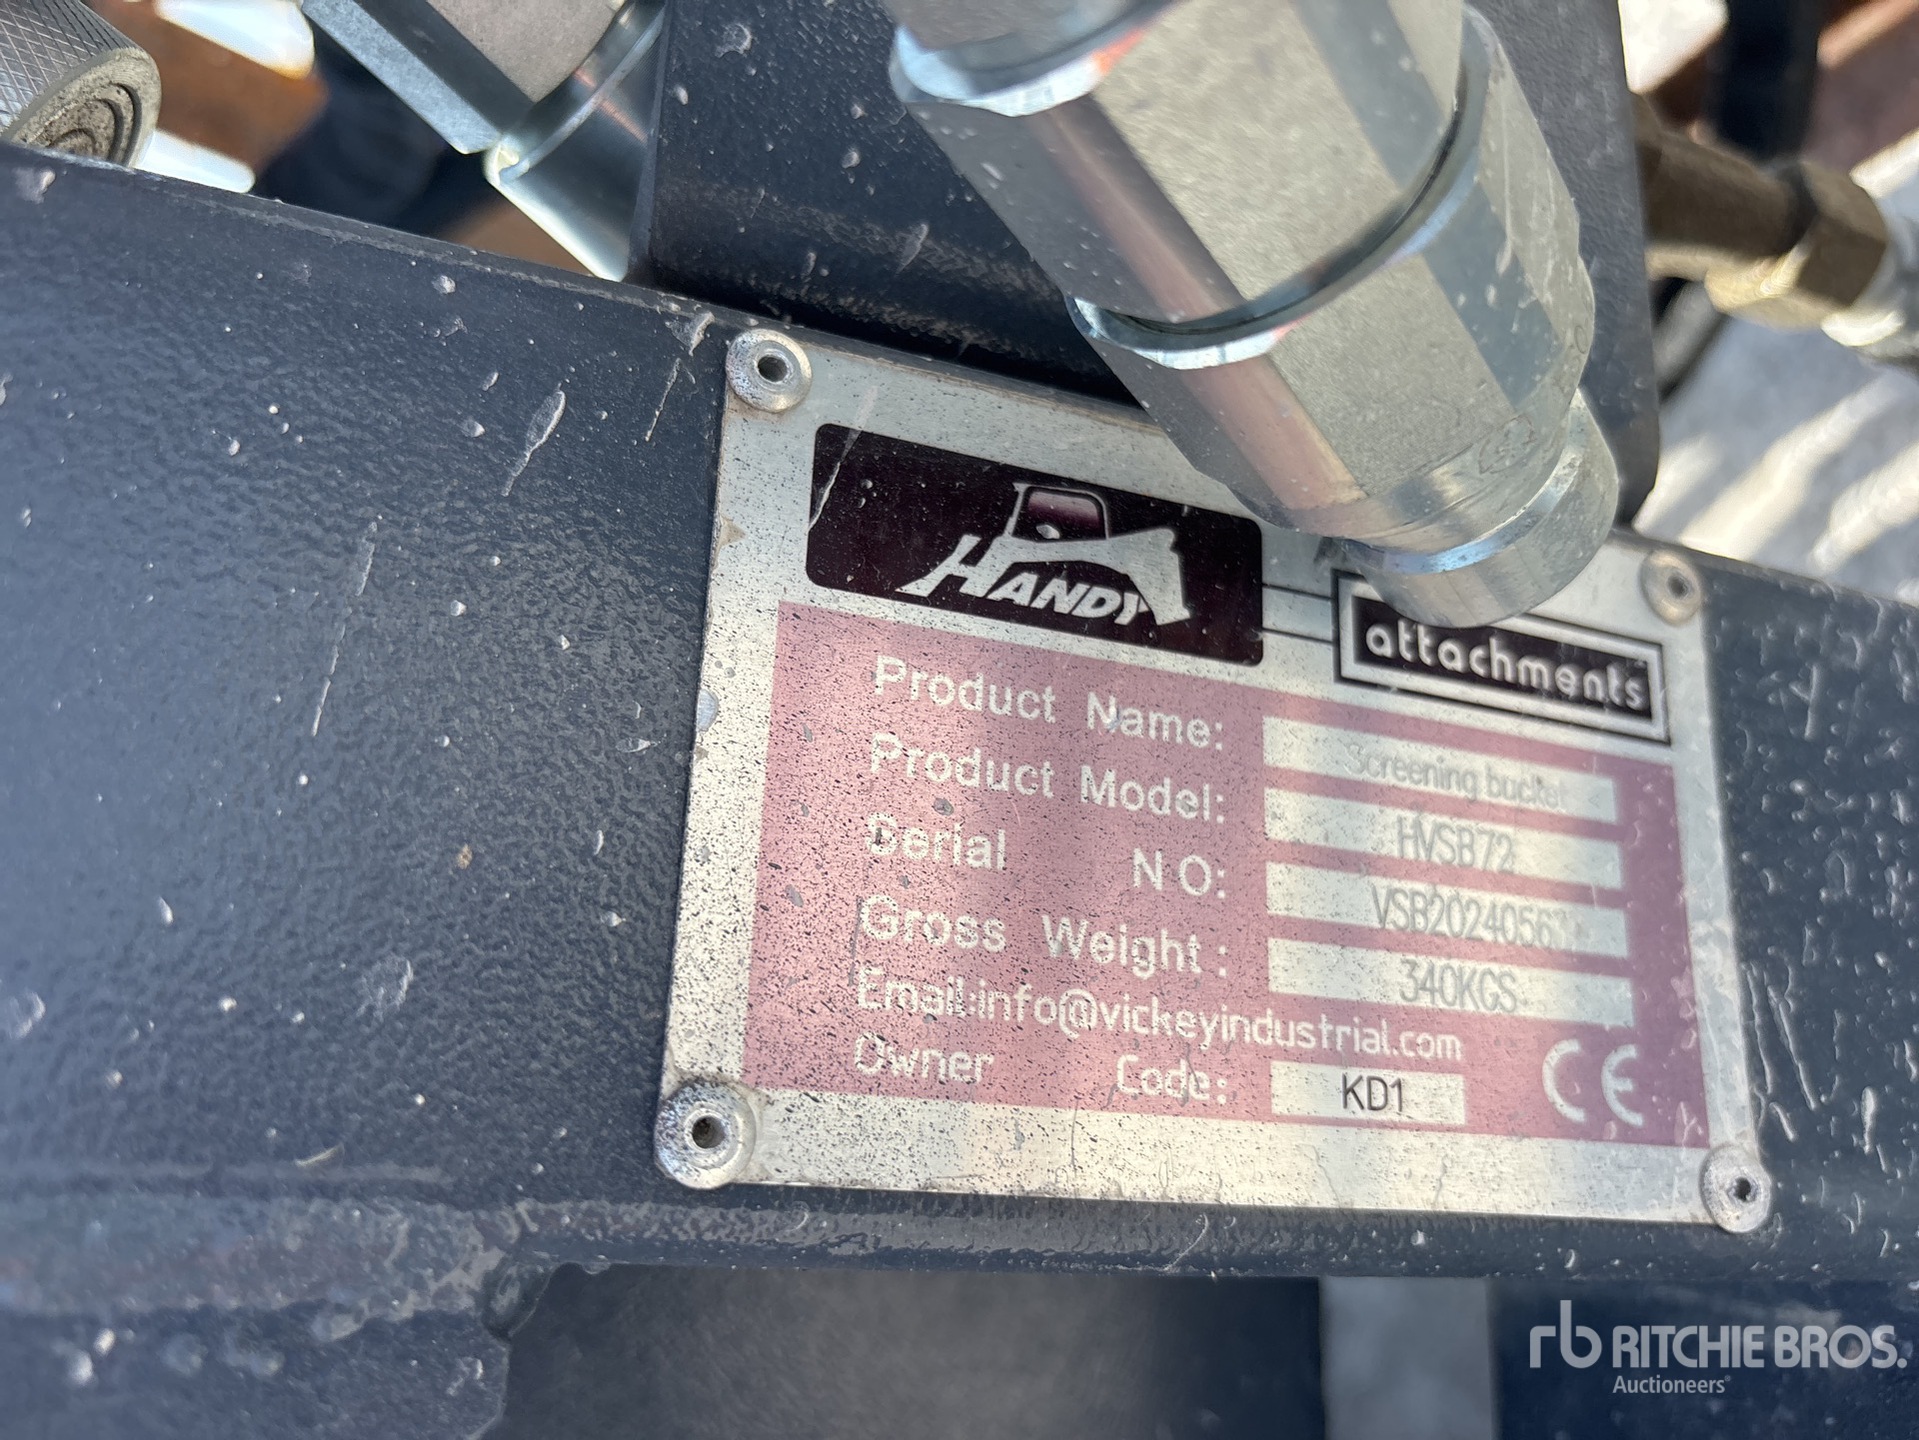 HANDY
attachments
Product Name: Screening bucket
Product Model: HVSB72
Serial NO:
Gross Weight: 340KGS
Email:info@vickeyindustrial.com
Owner Code: KD1
CE
rb RITCHIE BROS.
Auctioneers